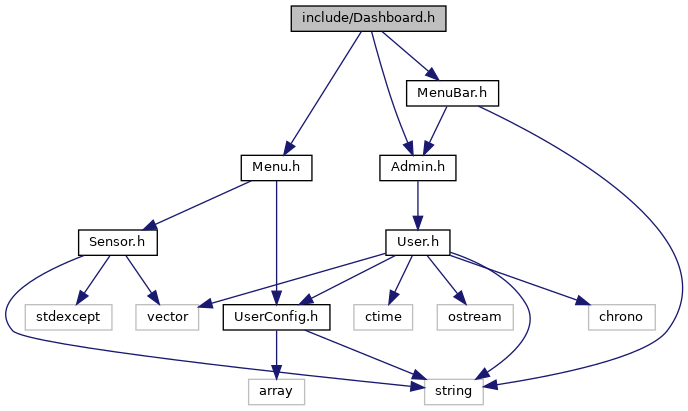 include/Dashboard.h
MenuBar.h
Menu.h
Admin.h
Sensor.h
User.h
stdexcept
vector
UserConfig.h
ctime
ostream
chrono
array
string